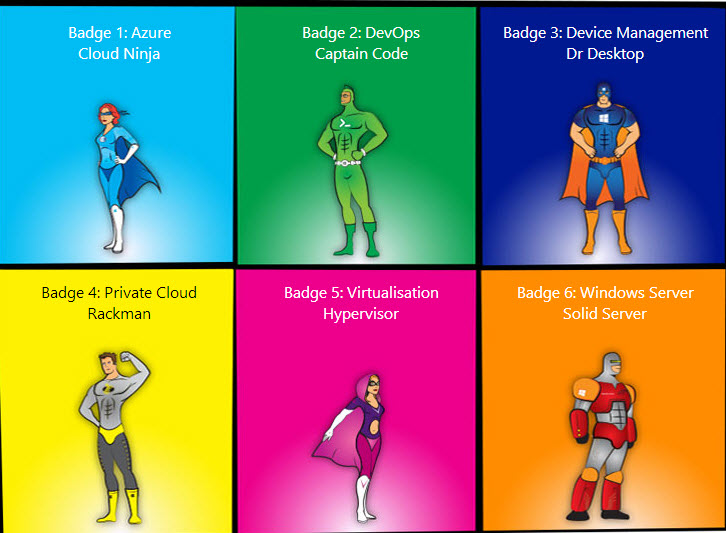 Badge 1: Azure
Cloud Ninja
Badge 2: DevOps
Captain Code
Badge 3: Device Management
Dr Desktop
Badge 4: Private Cloud
Rackman
Badge 5: Virtualisation
Hypervisor
Badge 6: Windows Server
Solid Server